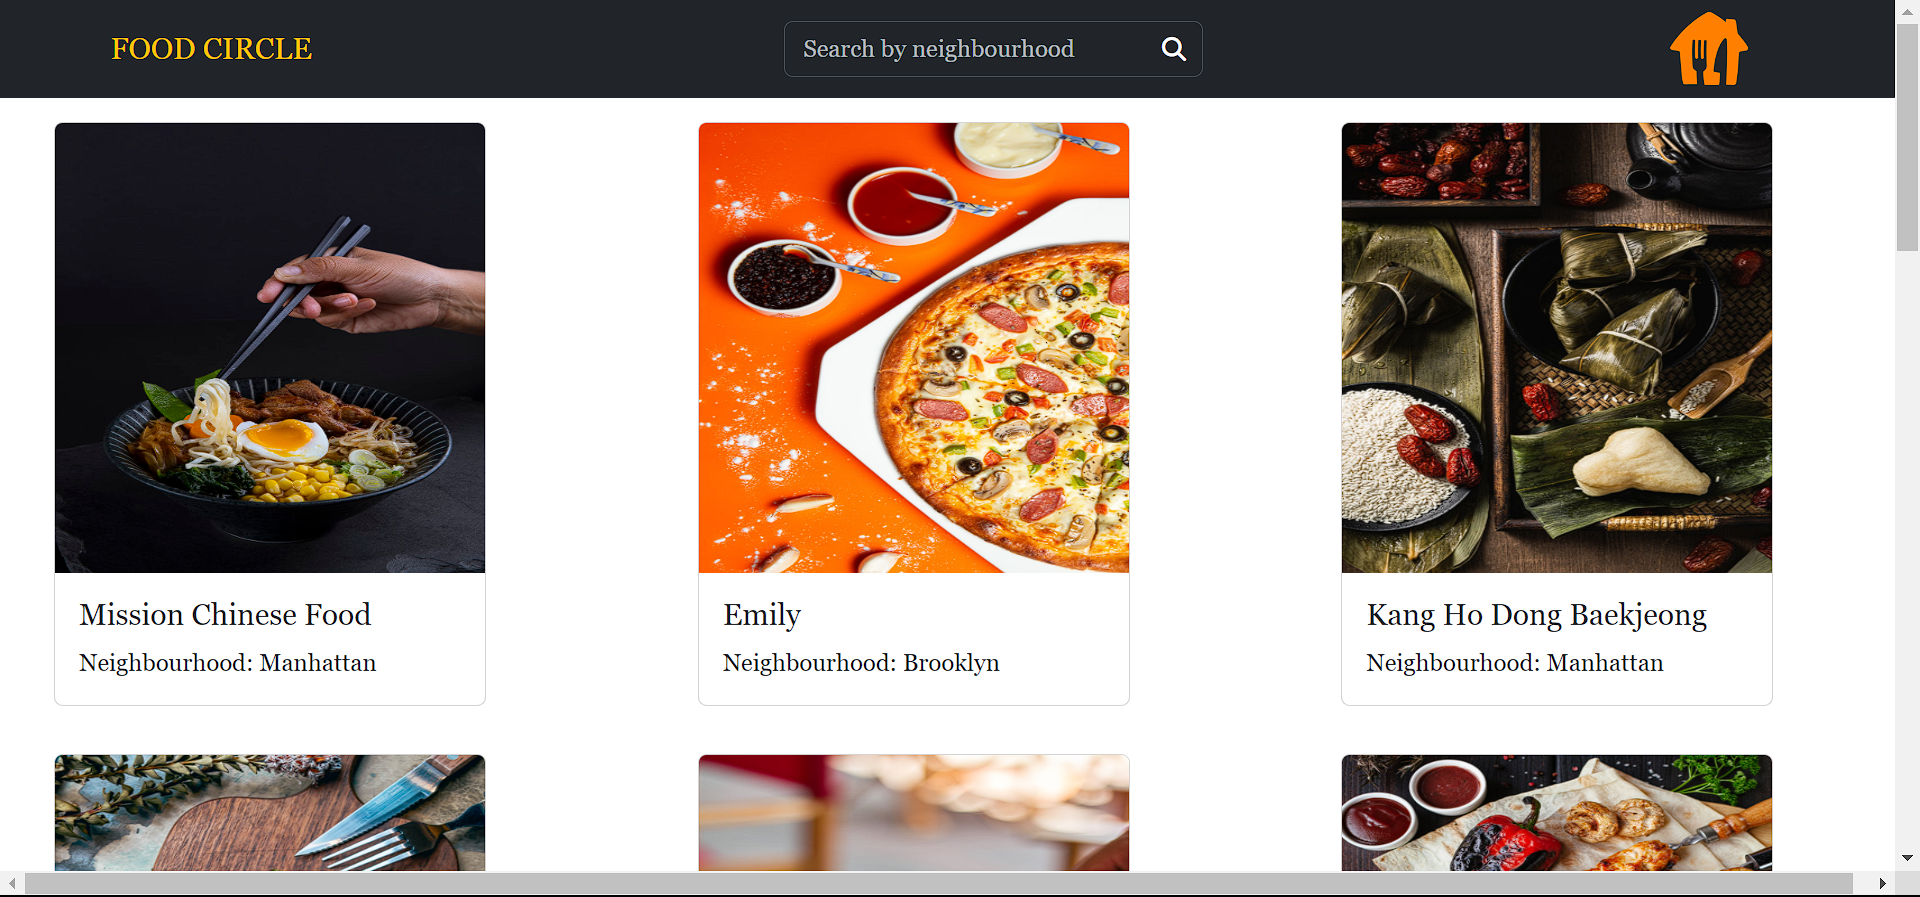 FOOD CIRCLE
Search by neighbourhood
Mission Chinese Food
Neighbourhood: Manhattan
Emily
Neighbourhood: Brooklyn
Kang Ho Dong Baekjeong
Neighbourhood: Manhattan